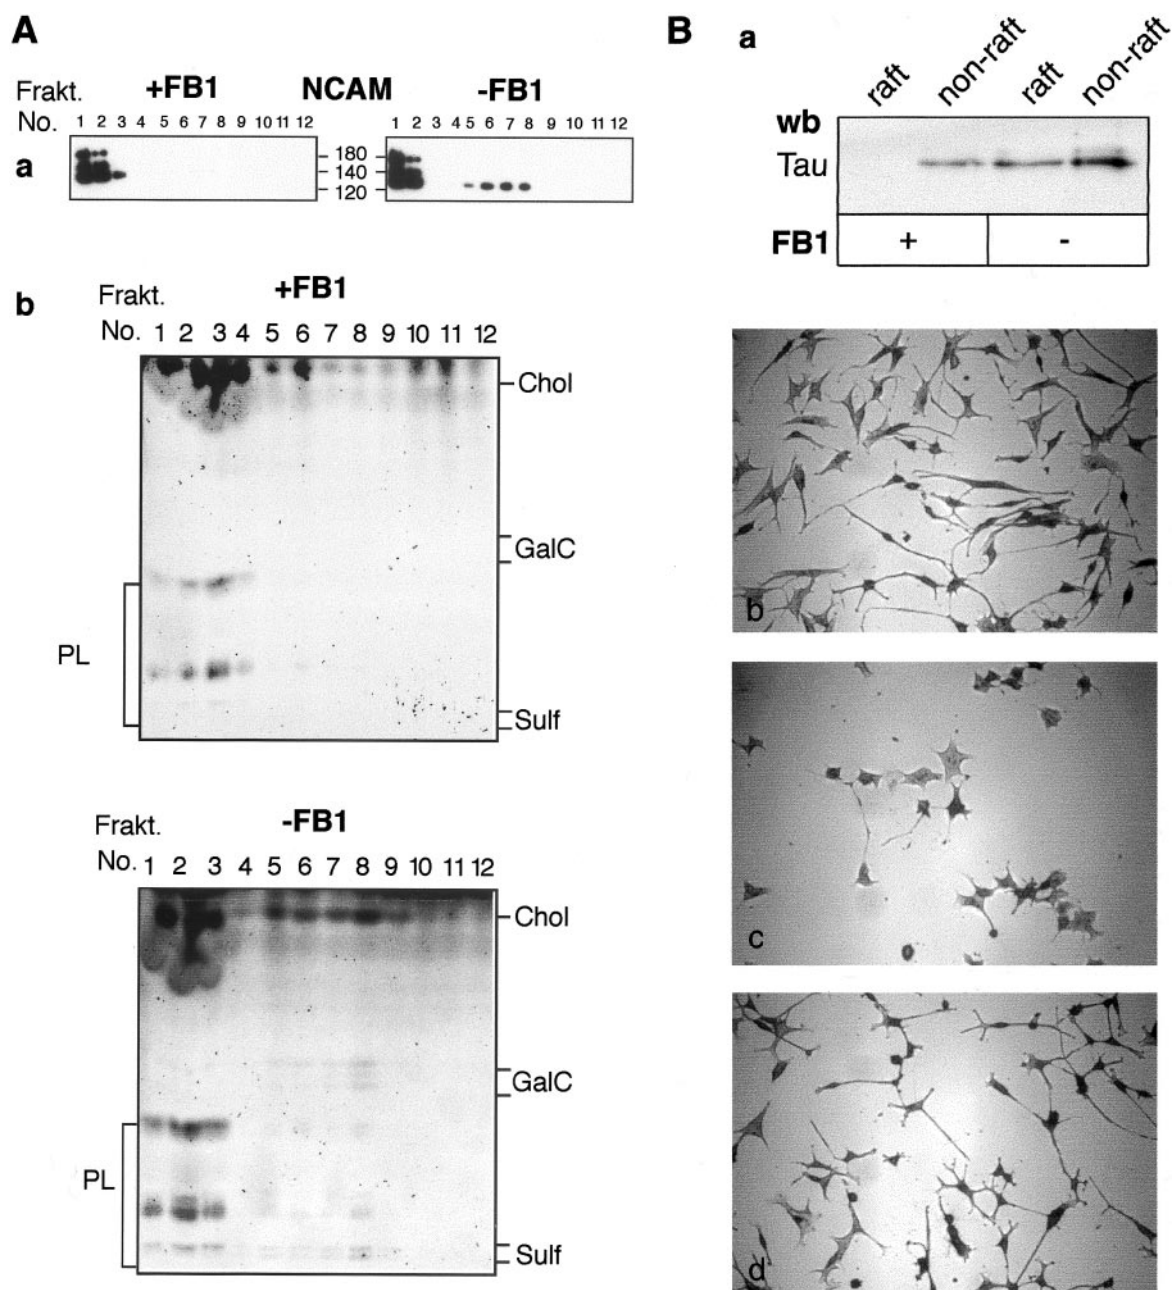 A
Frakt. +FB1 NCAM -FB1
No. 1 2 3 4 5 6 7 8 9 10 11 12 1 2 3 4 5 6 7 8 9 10 11 12
a
180
140
120
b
Frakt. +FB1
No. 1 2 3 4 5 6 7 8 9 10 11 12
Chol
GalC
PL
Sulf
Frakt. -FB1
No. 1 2 3 4 5 6 7 8 9 10 11 12
Chol
GalC
PL
Sulf
B
a
raft non-raft raft non-raft
wb
Tau
FB1 + -
b
c
d